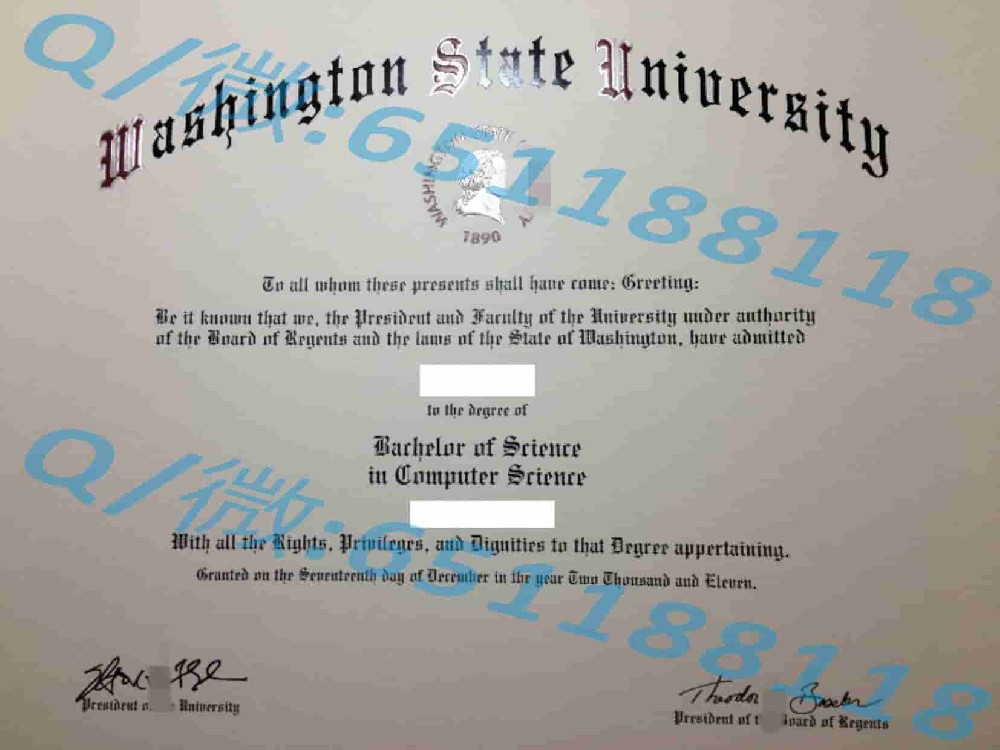 Washington State University
WASHINGTON STATE
1890
To all whom these presents shall have come: Greeting:
Be it known that we, the President and Faculty of the University under authority
of the Board of Regents and the laws of the State of Washington, have admitted
to the degree of
Bachelor of Science
in Computer Science
With all the Rights, Privileges, and Dignities to that Degree appertaining.
Granted on the Seventeenth day of December in the year Two Thousand and Eleven.
President University
President of Board of Regents
Q/微:651188118
Q/微:651188118